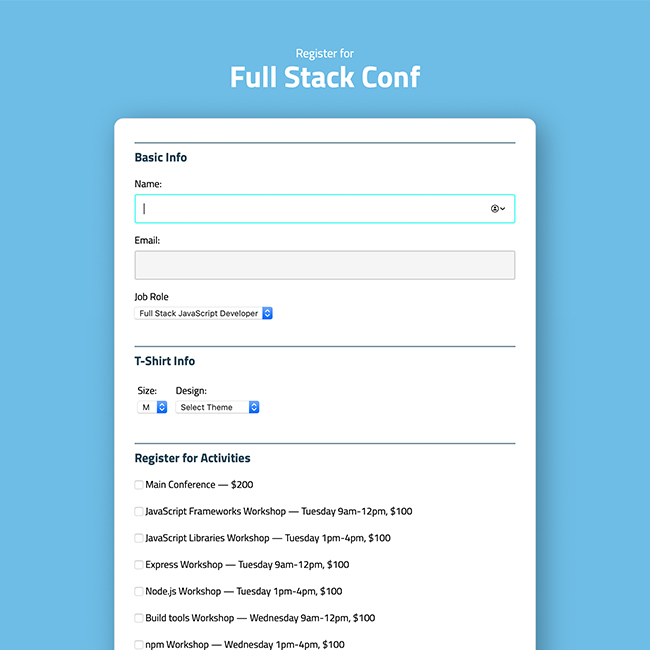 Register for
Full Stack Conf
Basic Info
Name:
Email:
Job Role
Full Stack JavaScript Developer
T-Shirt Info
Size: Design:
M Select Theme
Register for Activities
Main Conference — $200
JavaScript Frameworks Workshop — Tuesday 9am-12pm, $100
JavaScript Libraries Workshop — Tuesday 1pm-4pm, $100
Express Workshop — Tuesday 9am-12pm, $100
Node.js Workshop — Tuesday 1pm-4pm, $100
Build tools Workshop — Wednesday 9am-12pm, $100
npm Workshop — Wednesday 1pm-4pm, $100